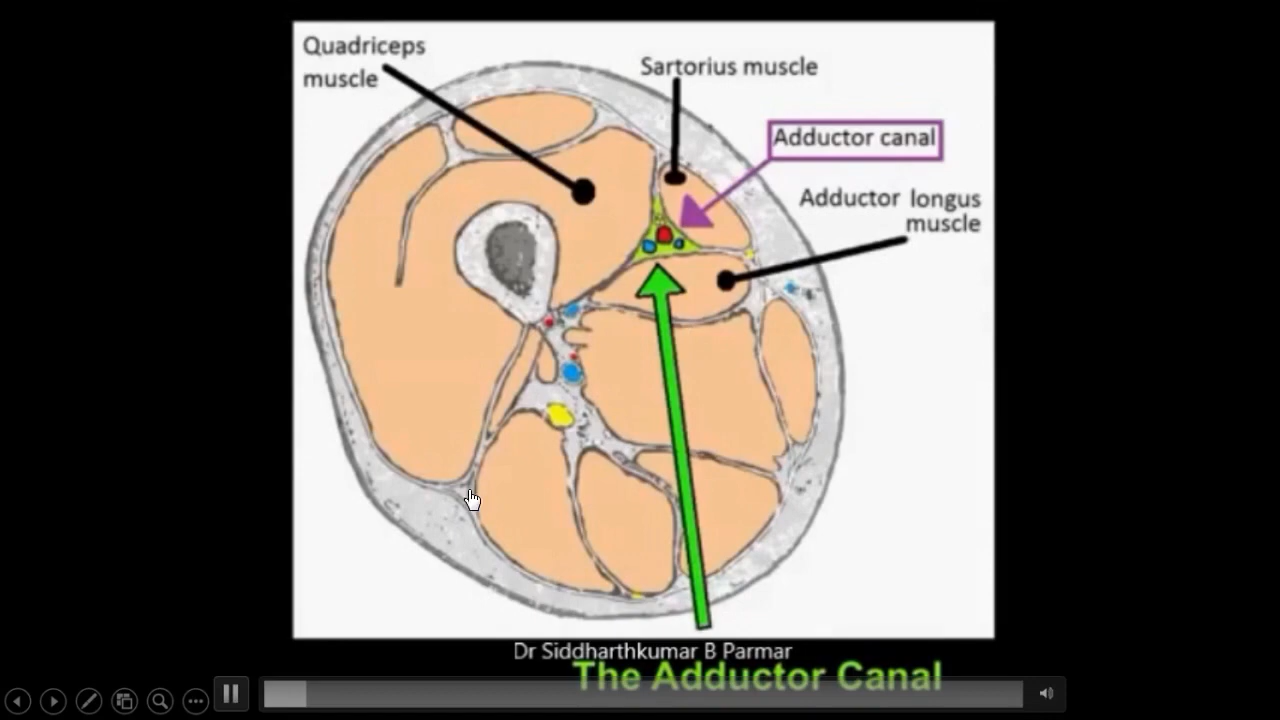 Quadriceps
muscle
Sartorius muscle
Adductor canal
Adductor longus
muscle
Dr Siddharthkumar B Parmar
The Adductor Canal